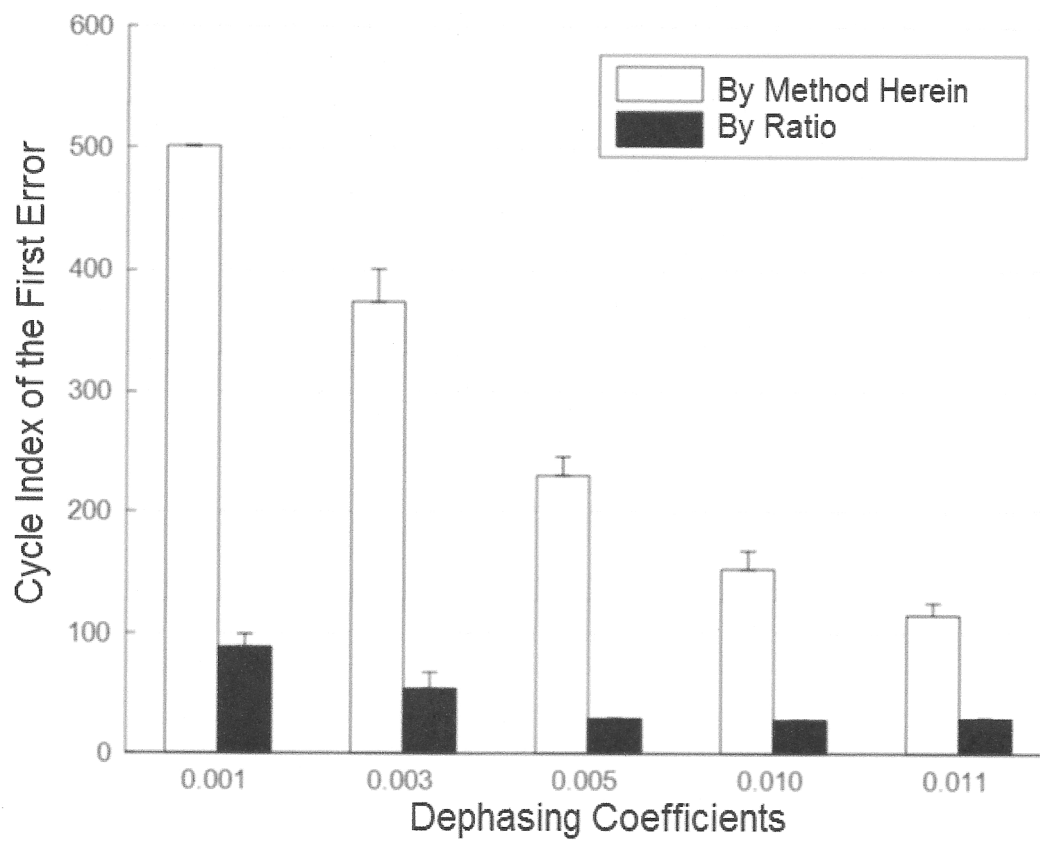 600
500
400
300
200
100
0
Cycle Index of the First Error
By Method Herein
By Ratio
0.001 0.003 0.005 0.010 0.011
Dephasing Coefficients